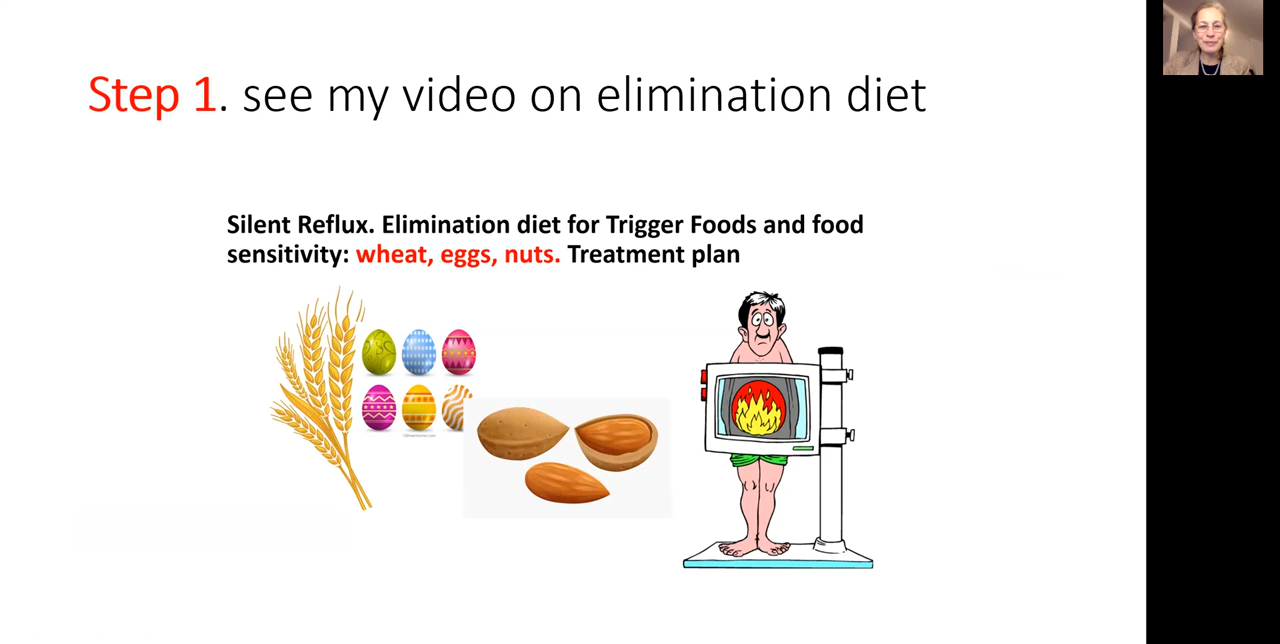 Step 1. see my video on elimination diet
Silent Reflux. Elimination diet for Trigger Foods and food
sensitivity: wheat, eggs, nuts. Treatment plan